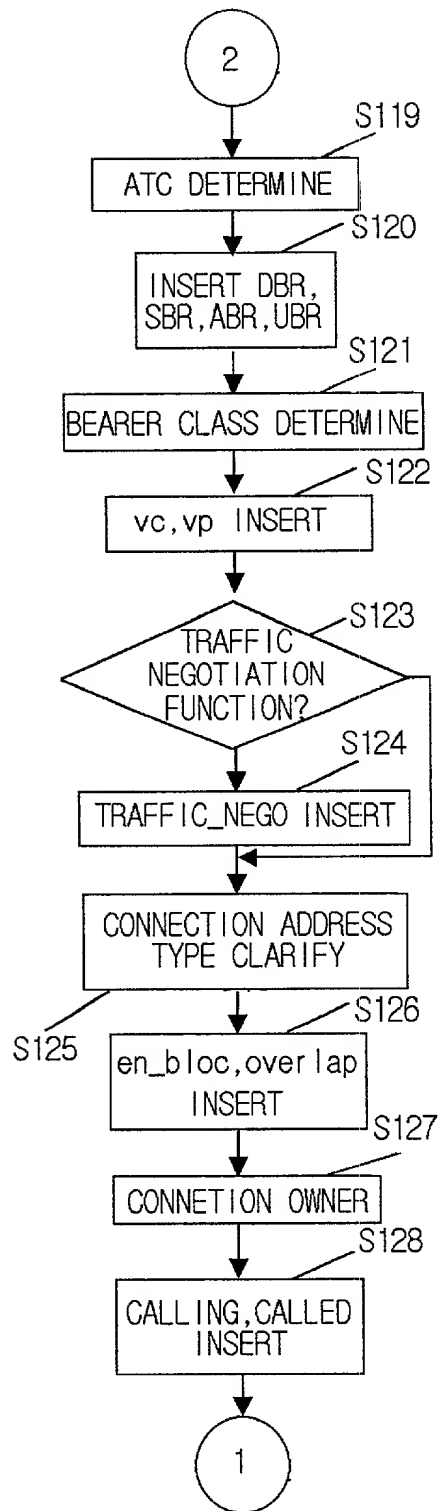 2
S119
ATC DETERMINE
S120
INSERT DBR,
SBR,ABR,UBR
S121
BEARER CLASS DETERMINE
S122
vc,vp INSERT
S123
TRAFFIC
NEGOTIATION
FUNCTION?
S124
TRAFFIC_NEGO INSERT
CONNECTION ADDRESS
TYPE CLARIFY
S125
S126
en_bloc,overlap
INSERT
S127
CONNETION OWNER
S128
CALLING,CALLED
INSERT
1